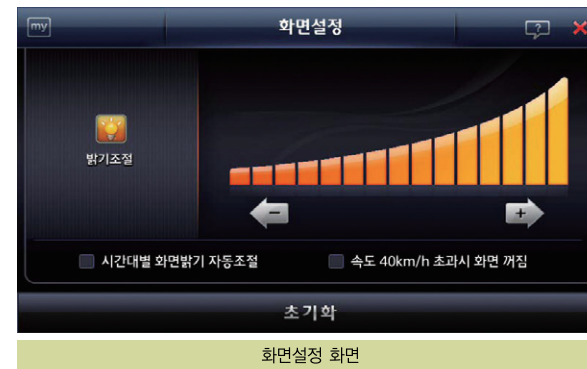 my 화면설정 ?
밝기조절
- +
시간대별 화면밝기 자동조절 속도 40km/h 초과시 화면 꺼짐
초기화
화면설정 화면